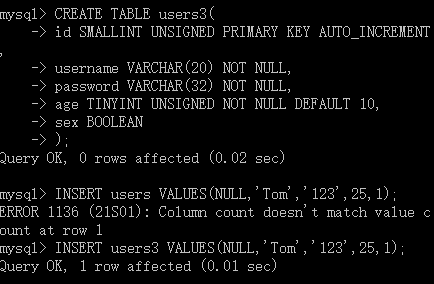 mysql> CREATE TABLE users3(
    -> id SMALLINT UNSIGNED PRIMARY KEY AUTO_INCREMENT
,
    -> username VARCHAR(20) NOT NULL,
    -> password VARCHAR(32) NOT NULL,
    -> age TINYINT UNSIGNED NOT NULL DEFAULT 10,
    -> sex BOOLEAN
    -> );
Query OK, 0 rows affected (0.02 sec)

mysql> INSERT users VALUES(NULL,'Tom','123',25,1);
ERROR 1136 (21S01): Column count doesn't match value c
ount at row 1
mysql> INSERT users3 VALUES(NULL,'Tom','123',25,1);
Query OK, 1 row affected (0.01 sec)